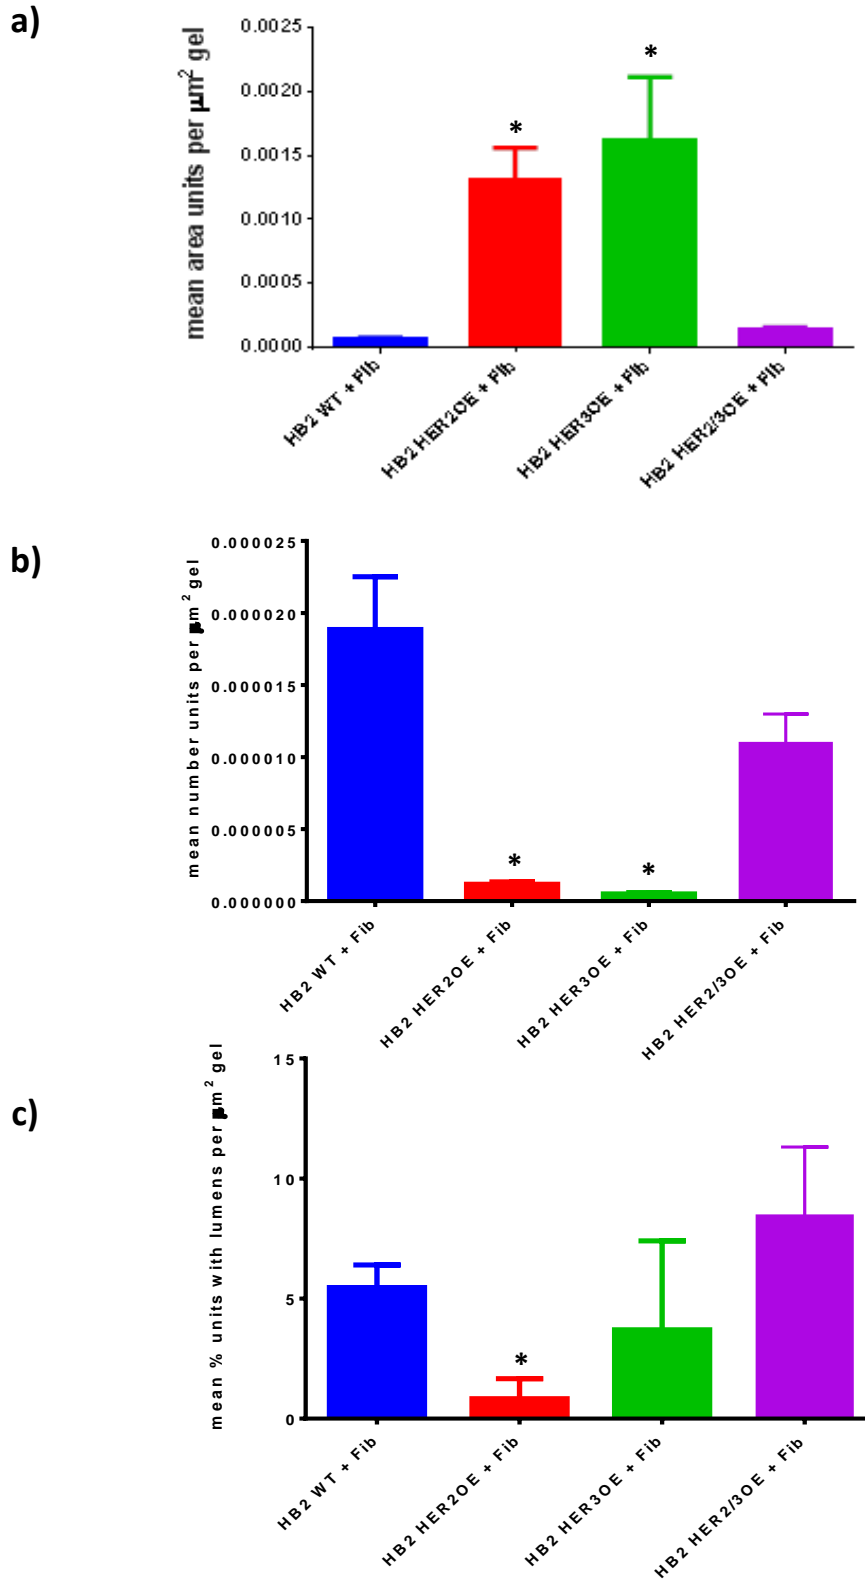 a)
mean area units per μm² gel
0.0025
0.0020
*
*
0.0015
0.0010
0.0005
0.0000
HB2 WT + Fib
HB2 HER2OE + Fib
HB2 HER3OE + Fib
HB2 HER2/3OE + Fib
b)
mean number units per μm² gel
0.000025
0.000020
0.000015
0.000010
0.000005
*
*
0.000000
HB2 WT + Fib
HB2 HER2OE + Fib
HB2 HER3OE + Fib
HB2 HER2/3OE + Fib
c)
mean % units with lumens per μm² gel
15
10
5
*
0
HB2 WT + Fib
HB2 HER2OE + Fib
HB2 HER3OE + Fib
HB2 HER2/3OE + Fib